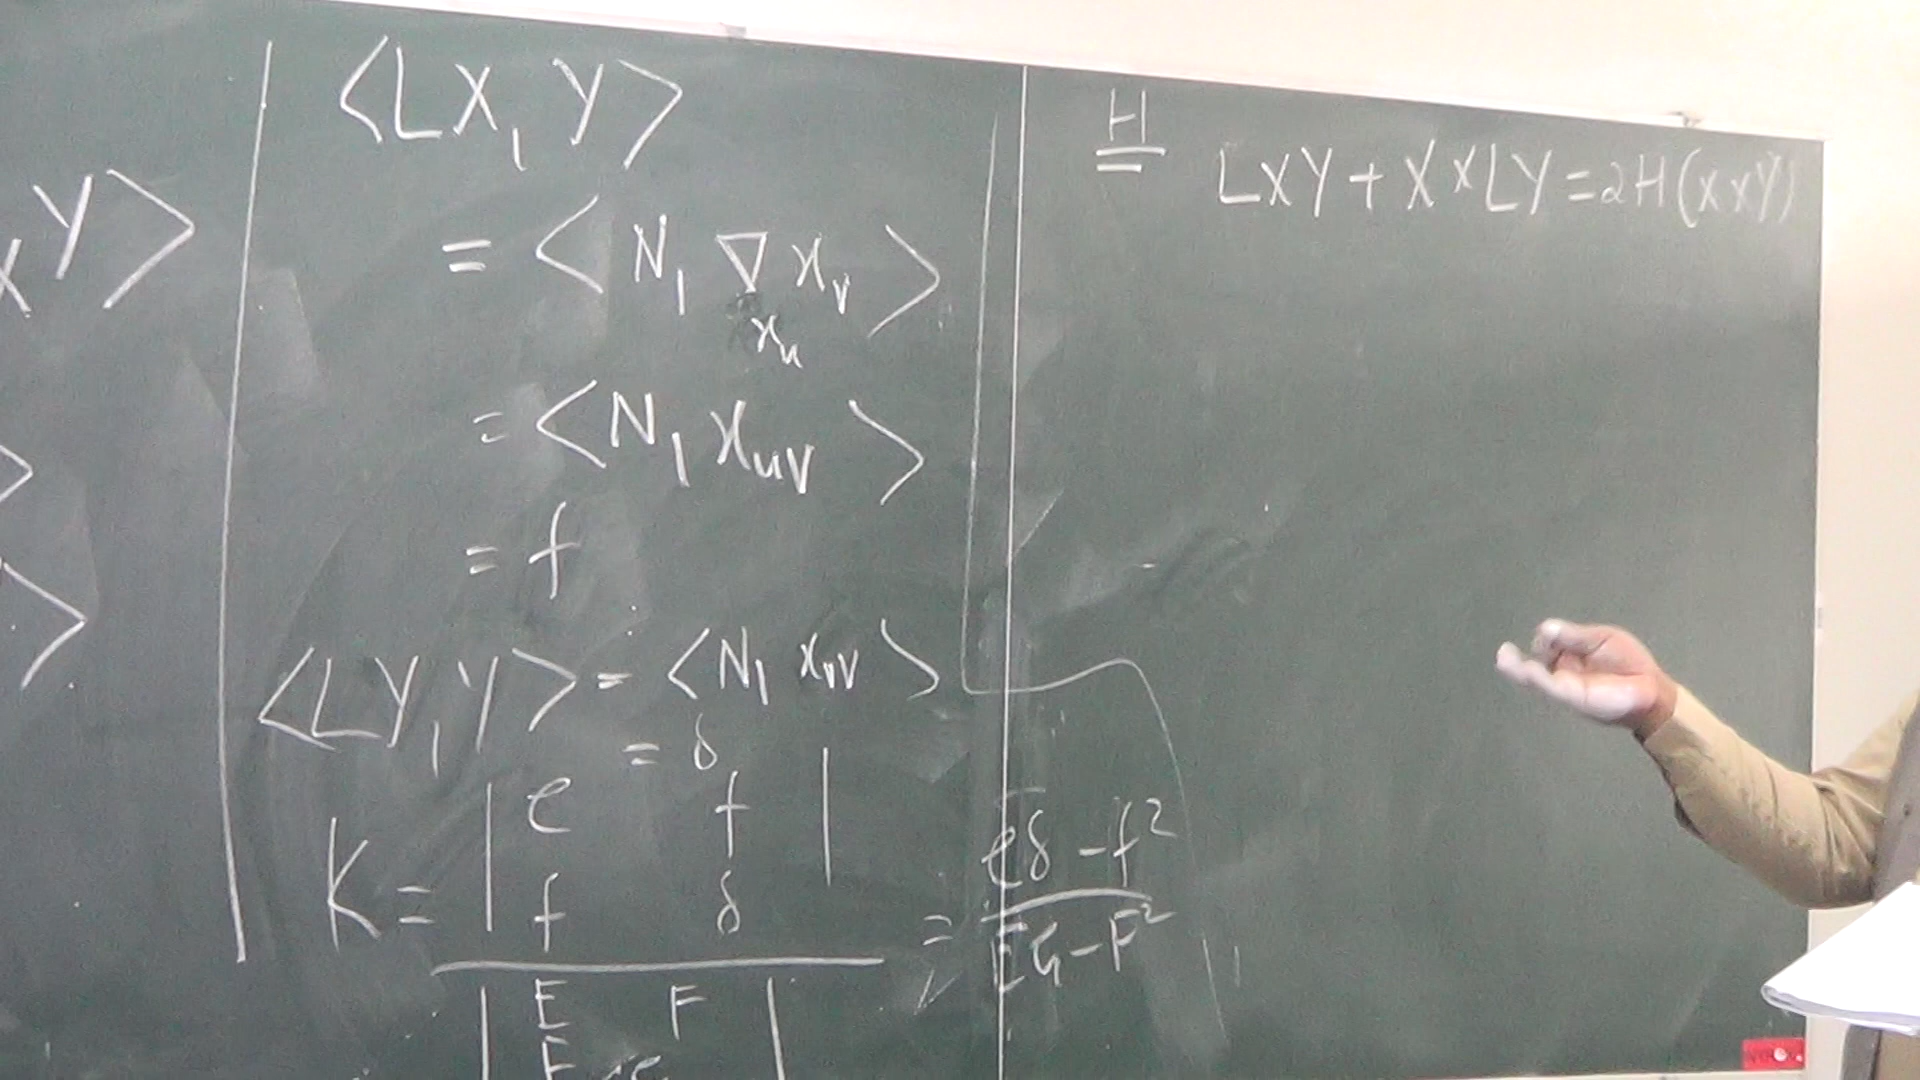 x Y>
>
>
<LX, Y>
= <N, ∇ x_v>
x_u
= <N, x_uv>
= f
<LY, Y> = <N, x_vv>
= g
K = | e f |
| f g |
| E F |
= eg - f²
EG - F²
H
LXY + X×LY = 2H(X×Y)